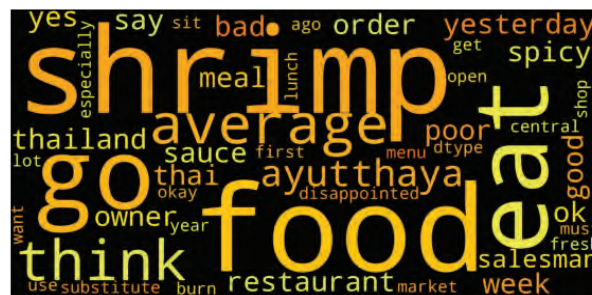 yes say sit bad ago order yesterday
especially shrimp get spicy
meal lunch open
thailand average poor central shop
lot sauce first menu dtype eat good
go thai ayutthaya
okay disappointed
want owner year food ok must
think salesman fresh
use substitute burn restaurant market week